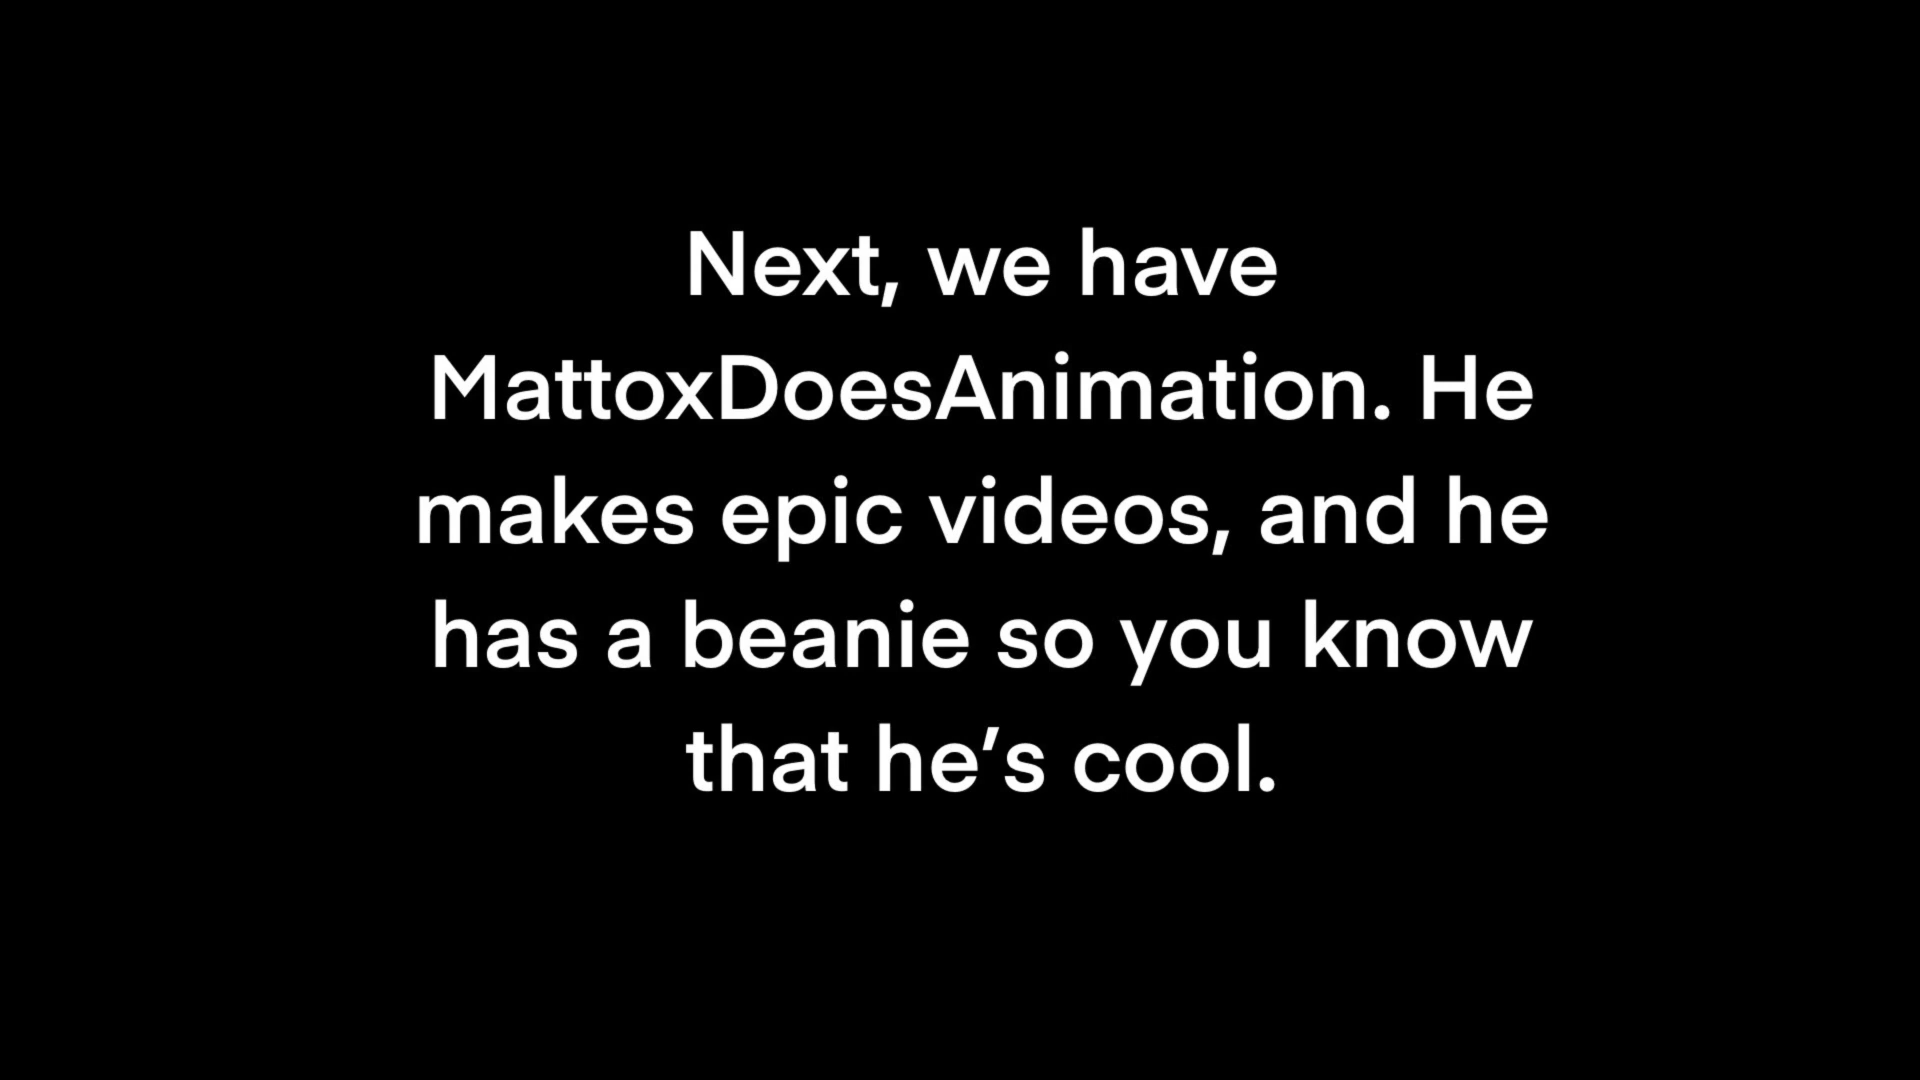 Next, we have
MattoxDoesAnimation. He
makes epic videos, and he
has a beanie so you know
that he’s cool.